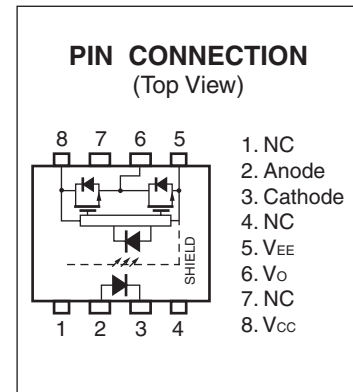 PIN CONNECTION
(Top View)
8 7 6 5
SHIELD
1 2 3 4
1. NC
2. Anode
3. Cathode
4. NC
5. VEE
6. VO
7. NC
8. VCC